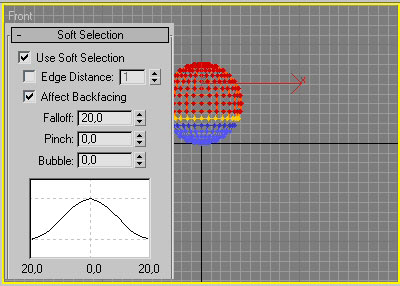 Front
- Soft Selection
Use Soft Selection
Edge Distance: 1
Affect Backfacing
Falloff: 20,0
Pinch: 0,0
Bubble: 0,0
20,0 0,0 20,0
x